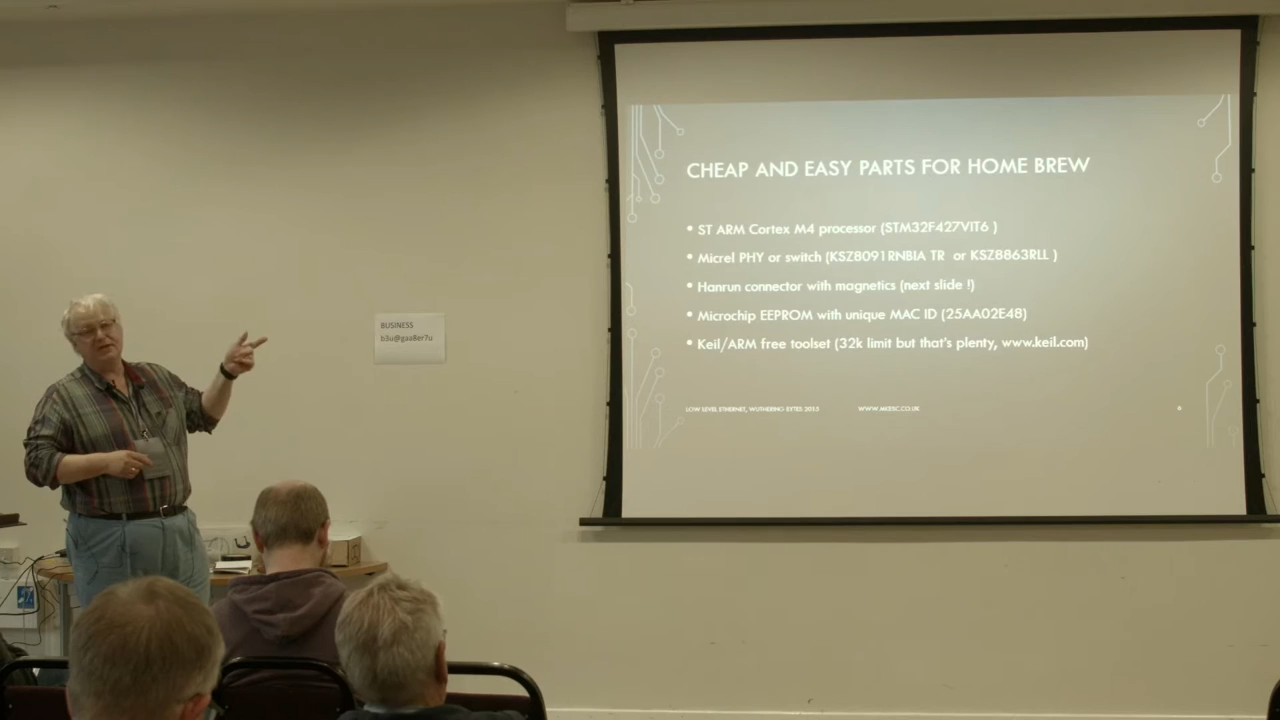 BUSINESS
b3u@gaa8er7u
CHEAP AND EASY PARTS FOR HOME BREW
• ST ARM Cortex M4 processor (STM32F427VIT6 )
• Micrel PHY or switch (KSZ8091RNBIA TR or KSZ8863RLL )
• Hanrun connector with magnetics (next slide !)
• Microchip EEPROM with unique MAC ID (25AA02E48)
• Keil/ARM free toolset (32k limit but that's plenty, www.keil.com)
LOW LEVEL ETHERNET, WUTHERING BYTES 2015